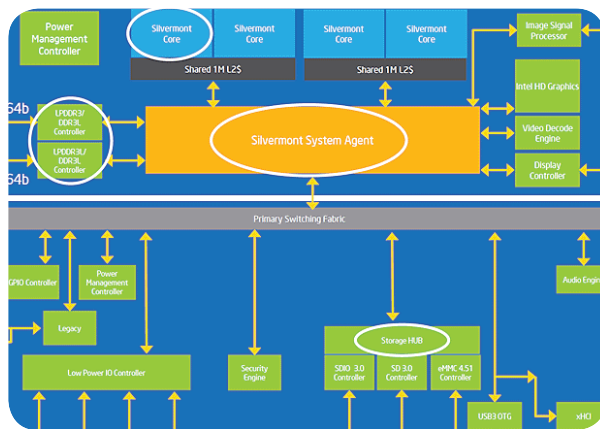 Power
Management
Controller
Silvermont
Core
Silvermont
Core
Silvermont
Core
Silvermont
Core
Image Signal
Processor
Shared 1M L2$
Shared 1M L2$
Intel HD Graphics
64b
LPDDR3/
DDR3L
Controller
Silvermont System Agent
Video Decode
Engine
LPDDR3L/
DDR3L
Controller
Display
Controller
64b
Primary Switching Fabric
GPIO Controller
Power
Management
Controller
Audio Engin
Legacy
Storage HUB
Low Power IO Controller
Security
Engine
SDIO 3.0
Controller
SD 3.0
Controller
eMMC 4.51
Controller
USB3 OTG
xHCI